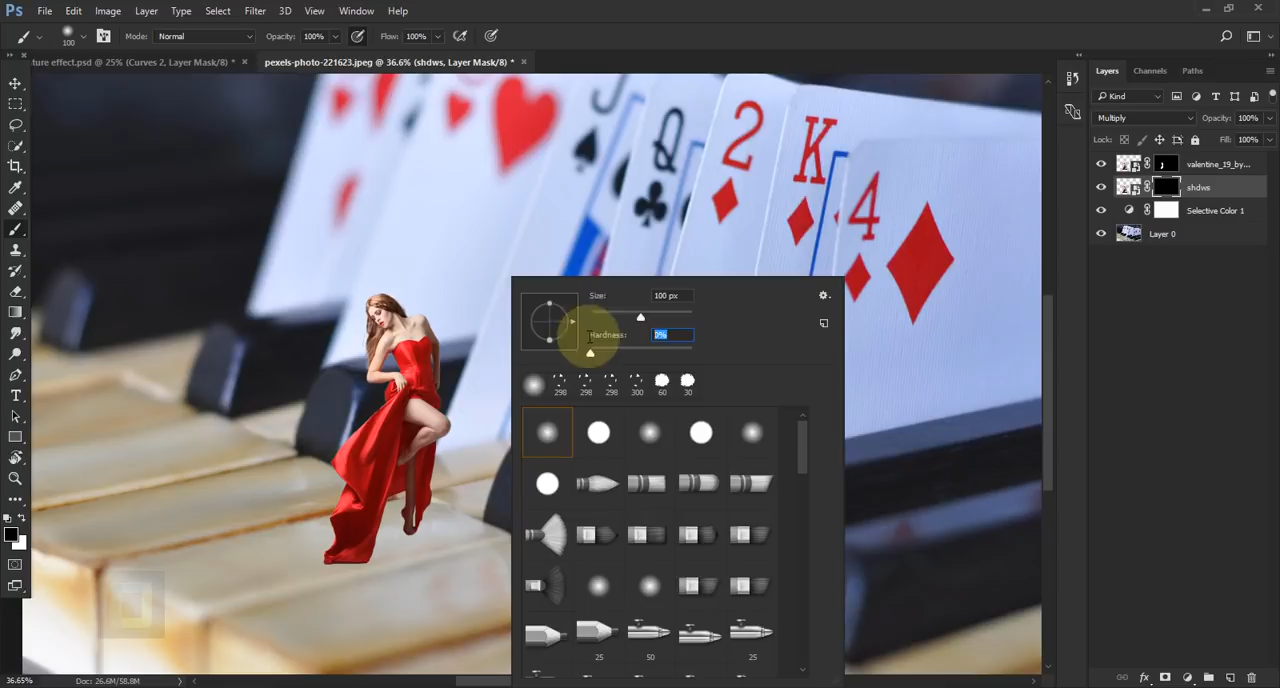 Ps File Edit Image Layer Type Select Filter 3D View Window Help
100 Mode: Normal Opacity: 100% Flow: 100%
ture effect.psd @ 25% (Curves 2, Layer Mask/8) * × pexels-photo-221623.jpeg @ 36.6% (shdws, Layer Mask/8) * ×
Layers Channels Paths
Kind
Multiply Opacity: 100%
Lock: Fill: 100%
valentine_19_by...
shdws
Selective Color 1
Layer 0
J Q 2 K 4
Size: 100 px
Hardness: 0%
298 298 298 300 60 30
25 50 25
36.65% Doc: 26.6M/58.8M